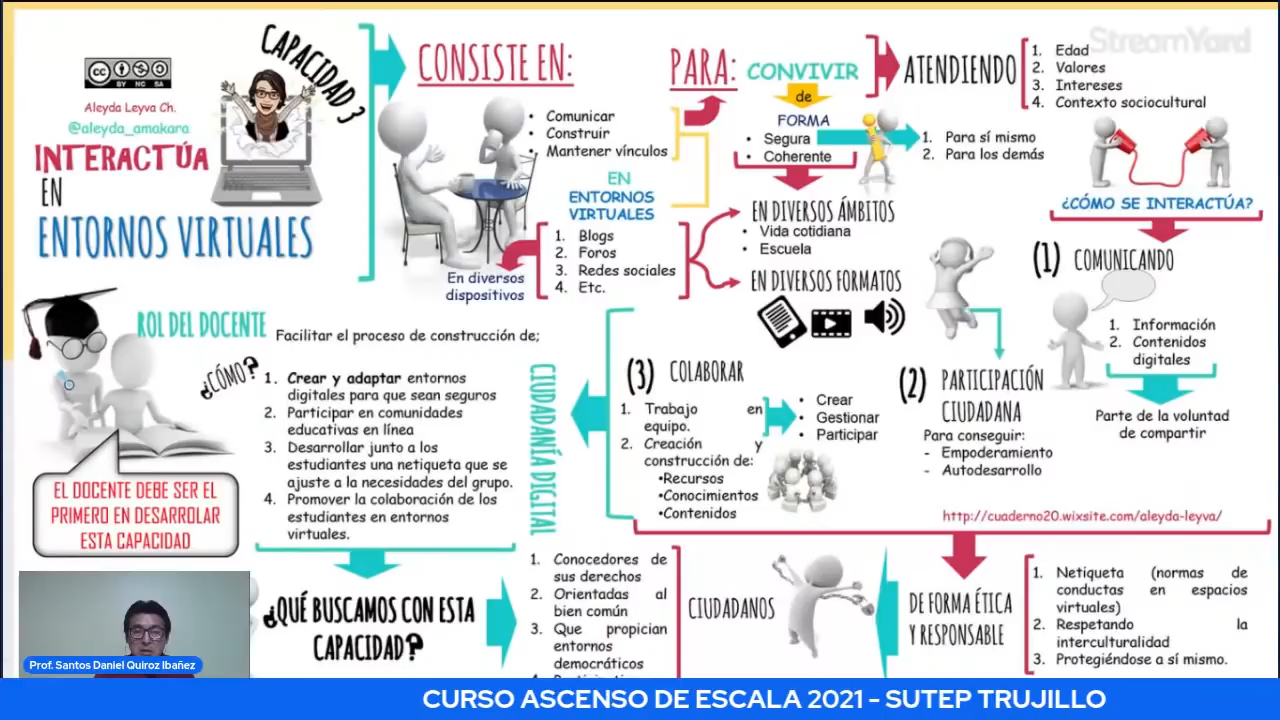 StreamYard
CAPACIDAD 3
CC BY NC SA
Aleyda Leyva Ch.
@aleyda_amakara
INTERACTÚA
EN
ENTORNOS VIRTUALES
CONSISTE EN:
• Comunicar
• Construir
• Mantener vínculos
EN
ENTORNOS
VIRTUALES
1. Blogs
2. Foros
3. Redes sociales
4. Etc.
En diversos
dispositivos
PARA:
CONVIVIR
de
FORMA
• Segura
• Coherente
ATENDIENDO
1. Edad
2. Valores
3. Intereses
4. Contexto sociocultural
1. Para sí mismo
2. Para los demás
EN DIVERSOS ÁMBITOS
• Vida cotidiana
• Escuela
EN DIVERSOS FORMATOS
¿CÓMO SE INTERACTÚA?
(1) COMUNICANDO
1. Información
2. Contenidos
digitales
Parte de la voluntad
de compartir
(2) PARTICIPACIÓN
CIUDADANA
Para conseguir:
- Empoderamiento
- Autodesarrollo
(3) COLABORAR
1. Trabajo en
equipo.
2. Creación y
construcción de:
•Recursos
•Conocimientos
•Contenidos
• Crear
• Gestionar
• Participar
http://cuaderno20.wixsite.com/aleyda-leyva/
CIUDADANÍA DIGITAL
ROL DEL DOCENTE
Facilitar el proceso de construcción de;
¿CÓMO?
1. Crear y adaptar entornos
digitales para que sean seguros
2. Participar en comunidades
educativas en línea
3. Desarrollar junto a los
estudiantes una netiqueta que se
ajuste a la necesidades del grupo.
4. Promover la colaboración de los
estudiantes en entornos
virtuales.
EL DOCENTE DEBE SER EL
PRIMERO EN DESARROLAR
ESTA CAPACIDAD
¿QUÉ BUSCAMOS CON ESTA
CAPACIDAD?
1. Conocedores de
sus derechos
2. Orientadas al
bien común
3. Que propician
entornos
democráticos
CIUDADANOS
DE FORMA ÉTICA
Y RESPONSABLE
1. Netiqueta (normas de
conductas en espacios
virtuales)
2. Respetando la
interculturalidad
3. Protegiéndose a sí mismo.
Prof. Santos Daniel Quiroz Ibañez
CURSO ASCENSO DE ESCALA 2021 - SUTEP TRUJILLO